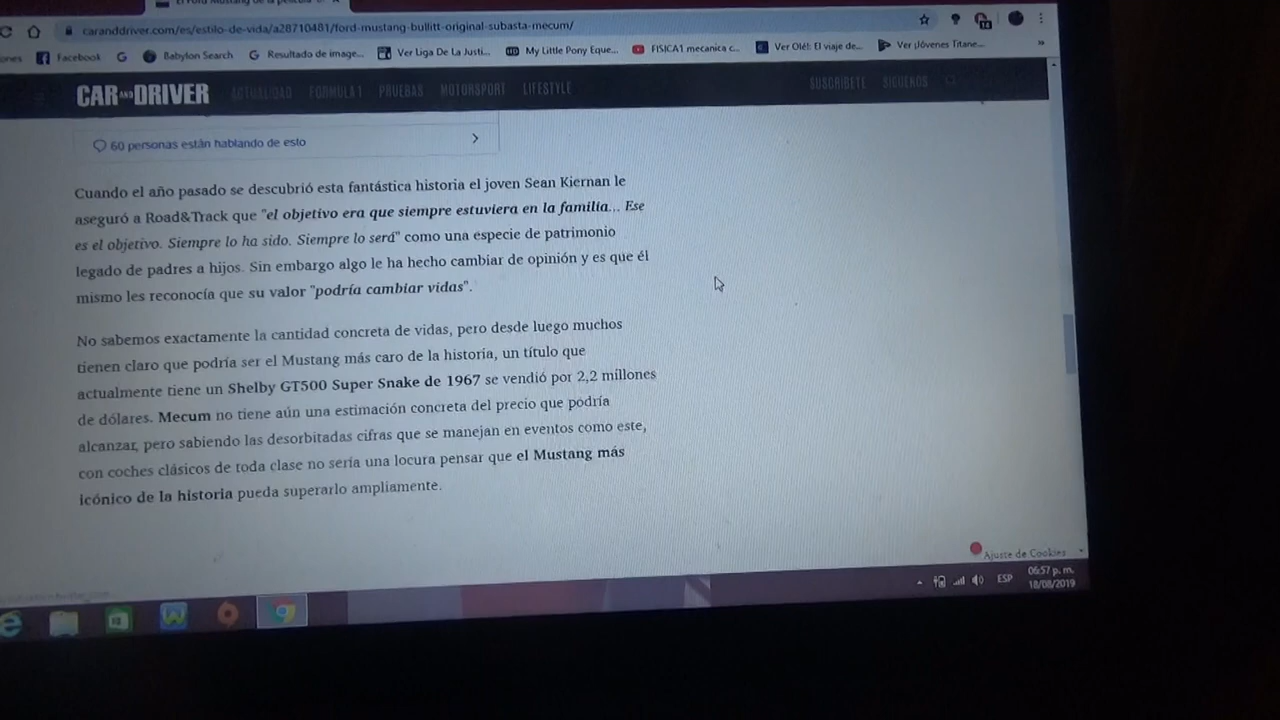 caranddriver.com/es/estilo-de-vida/a28710481/ford-mustang-bullitt-original-subasta-mecum/
ones Facebook Babylon Search Resultado de image... Ver Liga De La Justi... My Little Pony Eque... FISICA1 mecanica c... Ver Olé!: El viaje de... Ver ¡Jóvenes Titane... »
CAR AND DRIVER ACTUALIDAD FORMULA 1 PRUEBAS MOTORSPORT LIFESTYLE SUSCRÍBETE SÍGUENOS
60 personas están hablando de esto
Cuando el año pasado se descubrió esta fantástica historia el joven Sean Kiernan le
aseguró a Road&Track que "el objetivo era que siempre estuviera en la familia... Ese
es el objetivo. Siempre lo ha sido. Siempre lo será" como una especie de patrimonio
legado de padres a hijos. Sin embargo algo le ha hecho cambiar de opinión y es que él
mismo les reconocía que su valor "podría cambiar vidas".
No sabemos exactamente la cantidad concreta de vidas, pero desde luego muchos
tienen claro que podría ser el Mustang más caro de la historia, un título que
actualmente tiene un Shelby GT500 Super Snake de 1967 se vendió por 2,2 millones
de dólares. Mecum no tiene aún una estimación concreta del precio que podría
alcanzar, pero sabiendo las desorbitadas cifras que se manejan en eventos como este,
con coches clásicos de toda clase no sería una locura pensar que el Mustang más
icónico de la historia pueda superarlo ampliamente.
Ajuste de Cookies
ESP 06:57 p. m.
18/08/2019